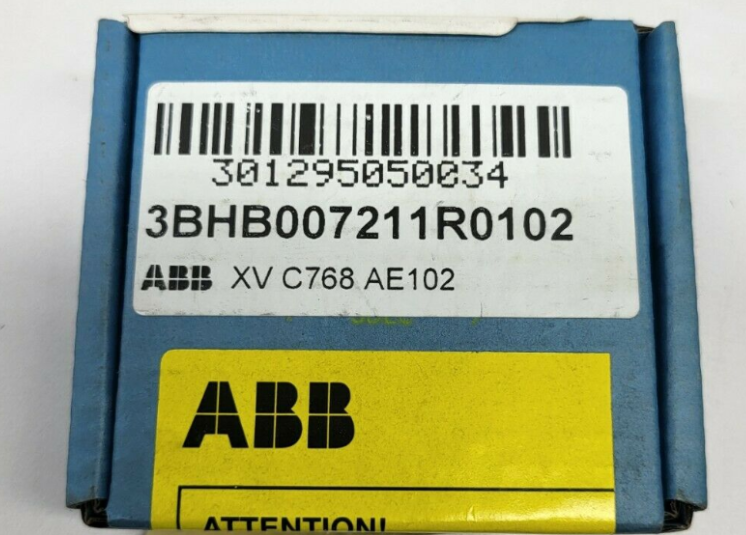 301295050034
3BHB007211R0102
ABB XV C768 AE102
ABB
ATTENTION!